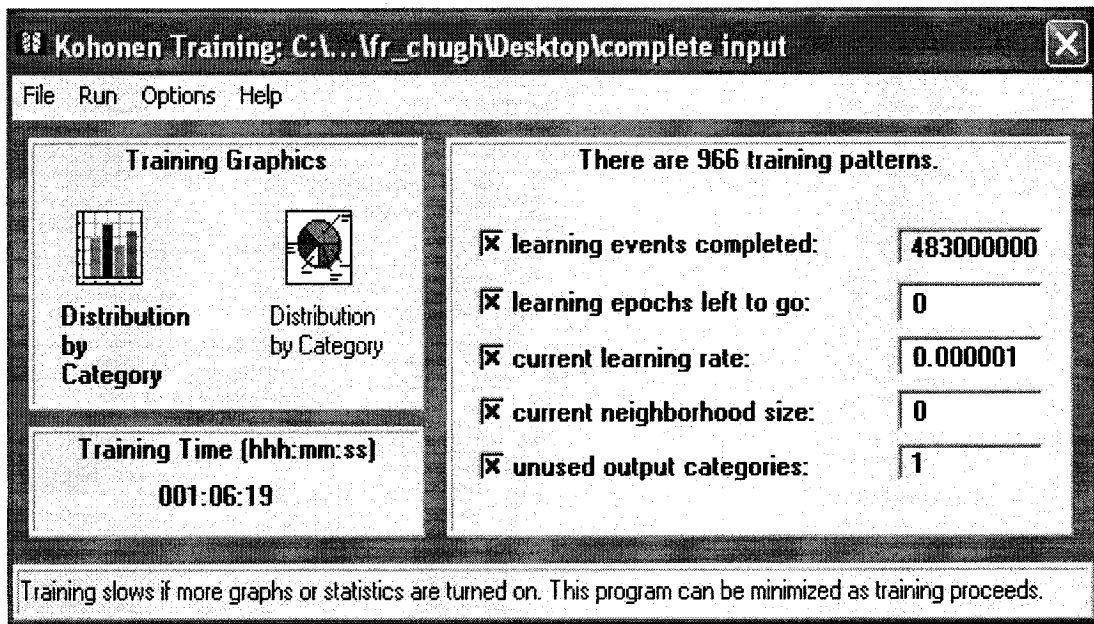 Kohonen Training: C:\...\fr_chugh\Desktop\complete input
File Run Options Help
Training Graphics
Distribution
by
Category
Distribution
by Category
Training Time (hhh:mm:ss)
001:06:19
There are 966 training patterns.
learning events completed: 483000000
learning epochs left to go: 0
current learning rate: 0.000001
current neighborhood size: 0
unused output categories: 1
Training slows if more graphs or statistics are turned on. This program can be minimized as training proceeds.